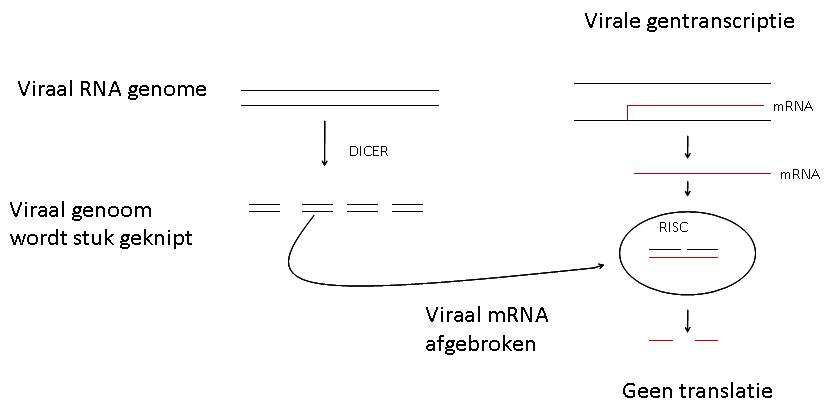 Virale gentranscriptie
Viraal RNA genome
mRNA
DICER
mRNA
Viraal genoom
wordt stuk geknipt
RISC
Viraal mRNA
afgebroken
Geen translatie